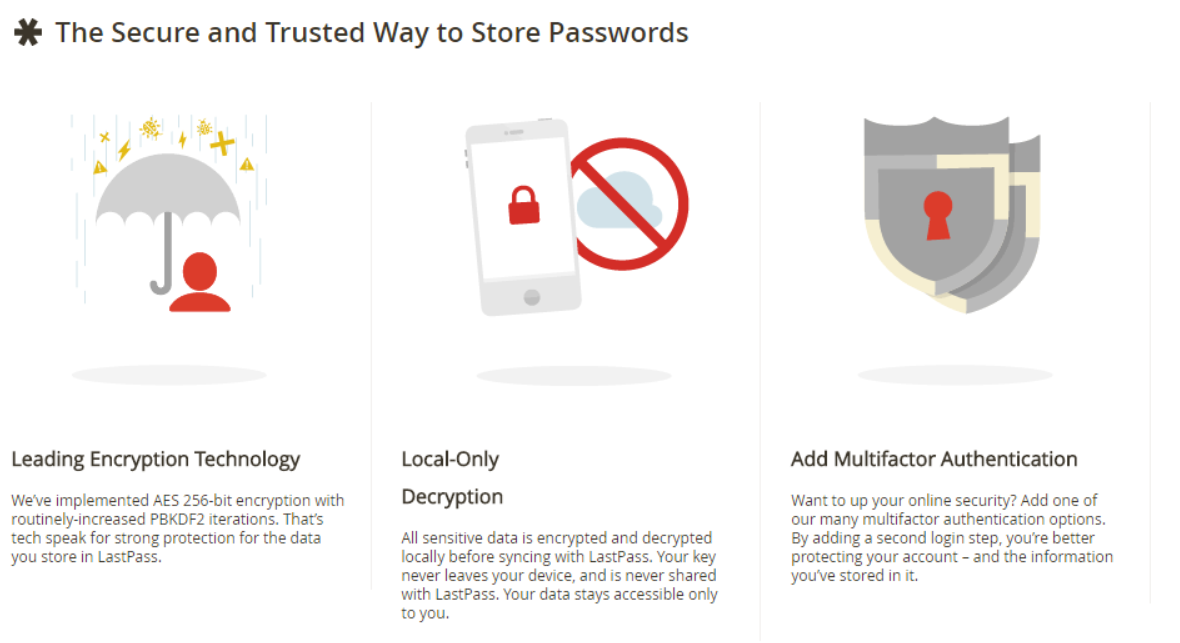 The Secure and Trusted Way to Store Passwords
Leading Encryption Technology
We've implemented AES 256-bit encryption with
routinely-increased PBKDF2 iterations. That's
tech speak for strong protection for the data
you store in LastPass.
Local-Only
Decryption
All sensitive data is encrypted and decrypted
locally before syncing with LastPass. Your key
never leaves your device, and is never shared
with LastPass. Your data stays accessible only
to you.
Add Multifactor Authentication
Want to up your online security? Add one of
our many multifactor authentication options.
By adding a second login step, you're better
protecting your account – and the information
you've stored in it.